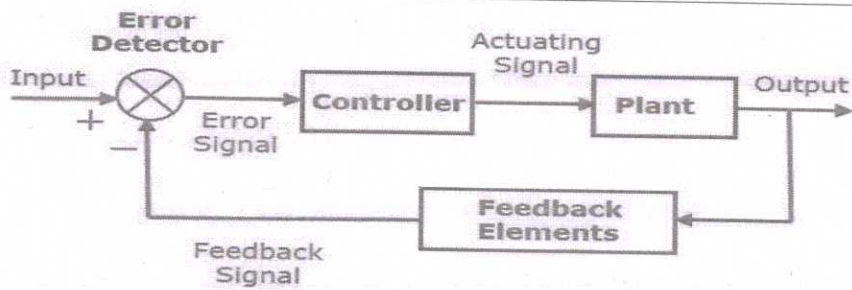 Error
Detector
Input
+
−
Error
Signal
Controller
Actuating
Signal
Plant
Output
Feedback
Elements
Feedback
Signal